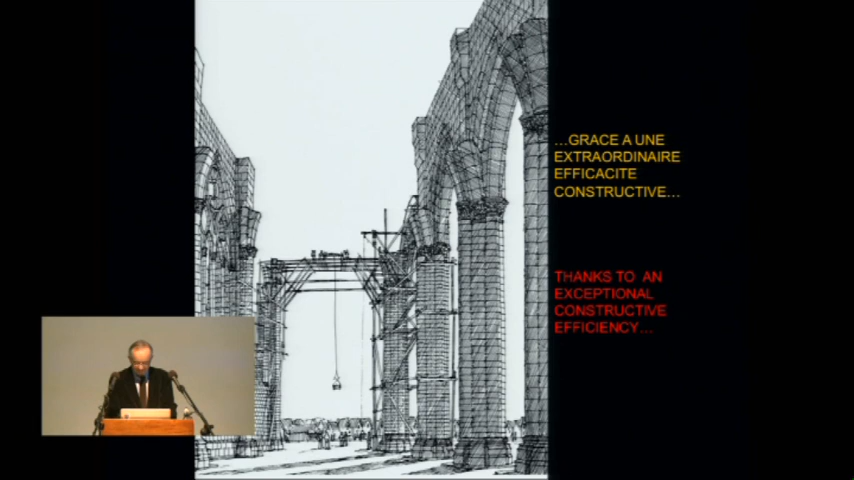 …GRACE A UNE
EXTRAORDINAIRE
EFFICACITE
CONSTRUCTIVE…
THANKS TO AN
EXCEPTIONAL
CONSTRUCTIVE
EFFICIENCY…